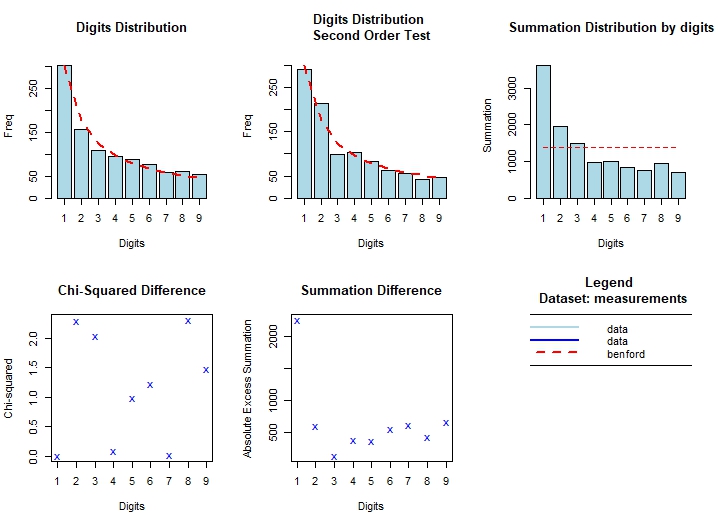 Digits Distribution
Freq
0
50
150
250
1 2 3 4 5 6 7 8 9
Digits
Digits Distribution
Second Order Test
Freq
0
50
150
250
1 2 3 4 5 6 7 8 9
Digits
Summation Distribution by digits
Summation
0
1000
2000
3000
1 2 3 4 5 6 7 8 9
Digits
Chi-Squared Difference
Chi-squared
0.0
0.5
1.0
1.5
2.0
1 2 3 4 5 6 7 8 9
Digits
Summation Difference
Absolute Excess Summation
500
1000
2000
1 2 3 4 5 6 7 8 9
Digits
Legend
Dataset: measurements
data
data
benford